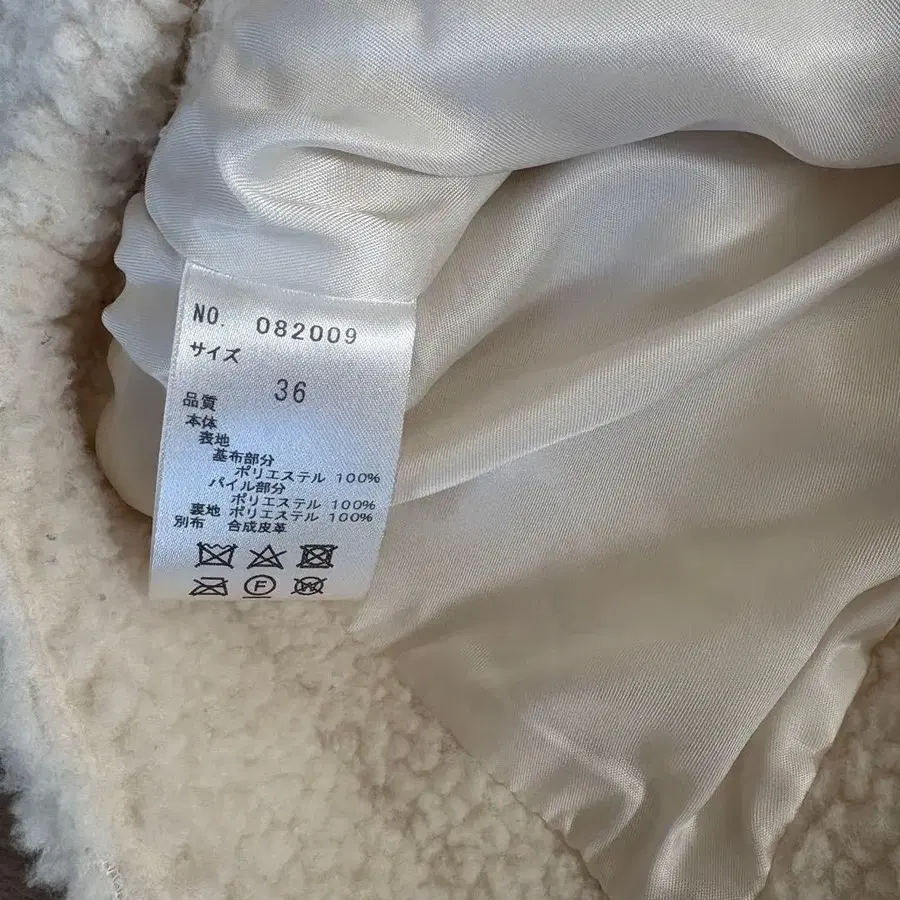 NO. 082009
サイズ
36
品質
本体
表地
基布部分
ポリエステル 100%
パイル部分
ポリエステル 100%
裏地 ポリエステル 100%
別布 合成皮革
F
W